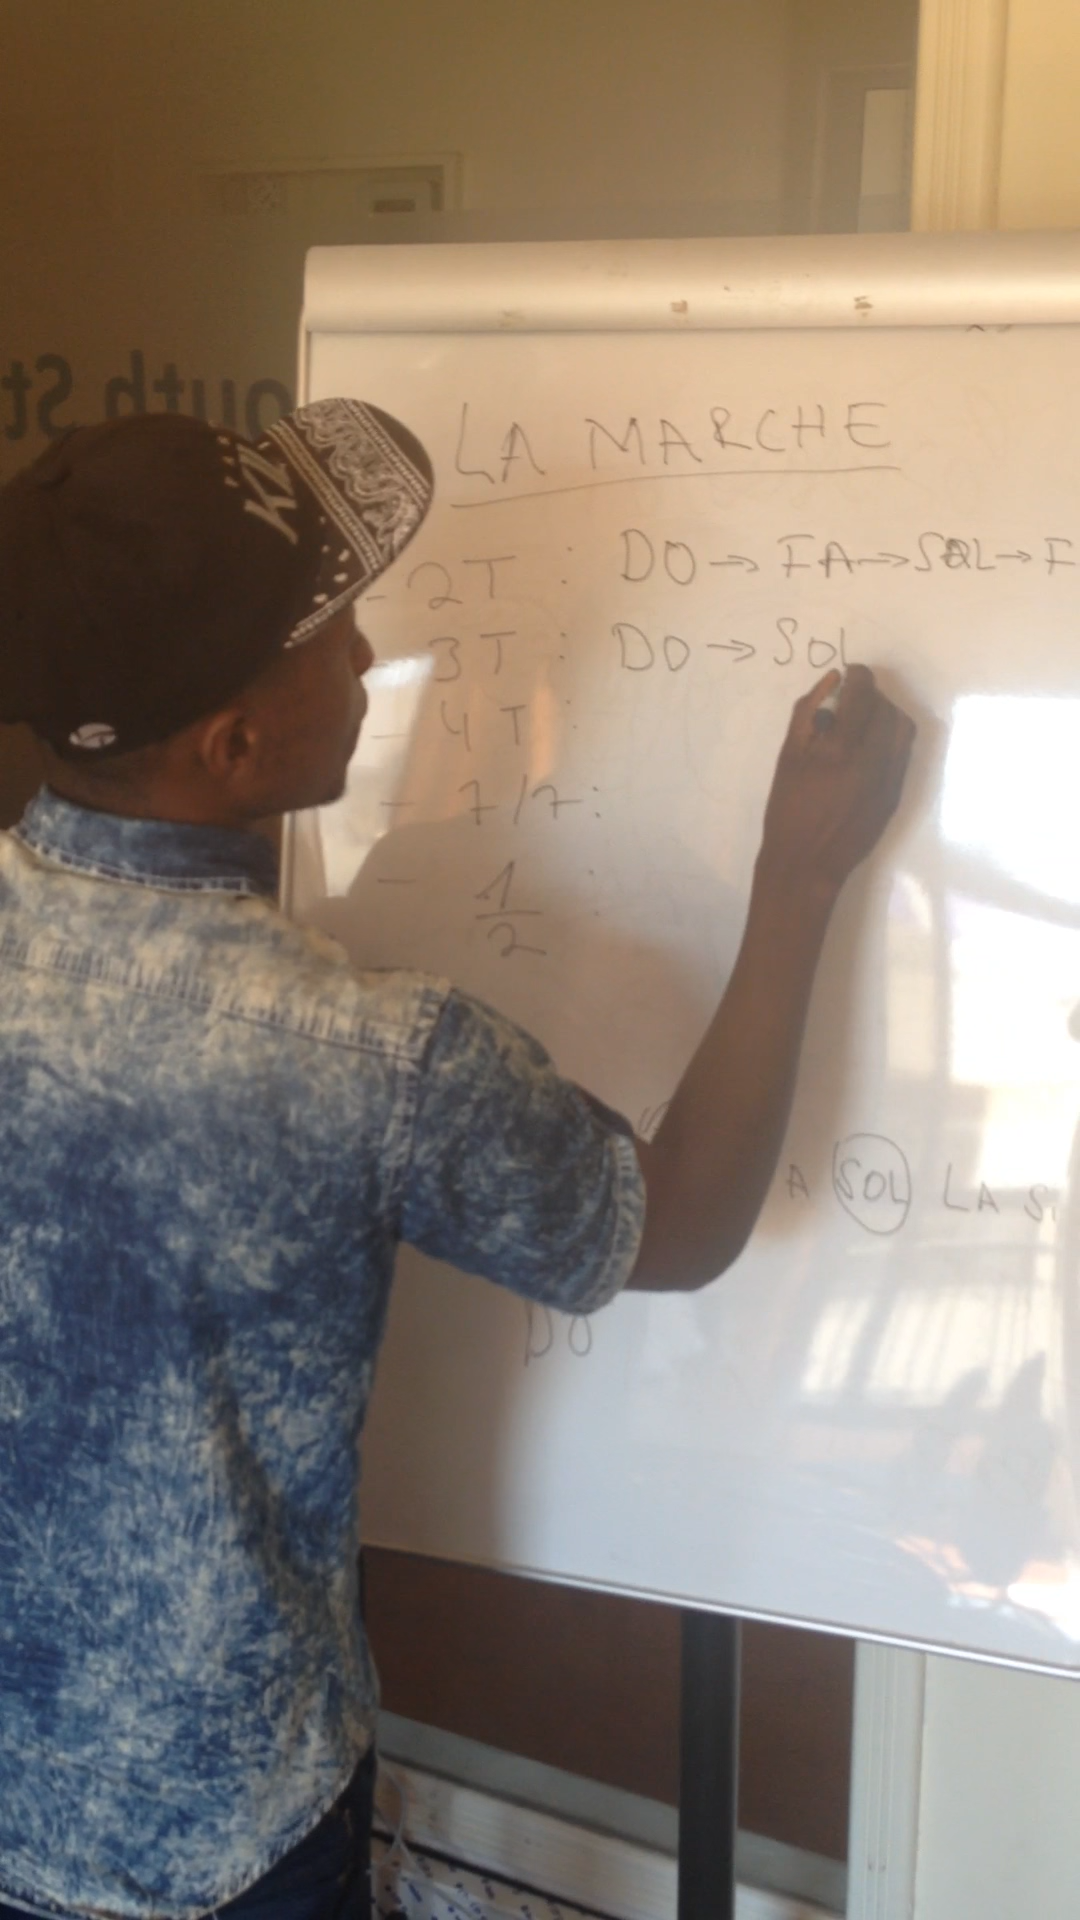 outh St
LA MARCHE
- 2T : DO → FA → SOL → F
3T : DO → SOL
- 4T :
- 7/7 :
- 1/2 :
A SOL LA S
DO